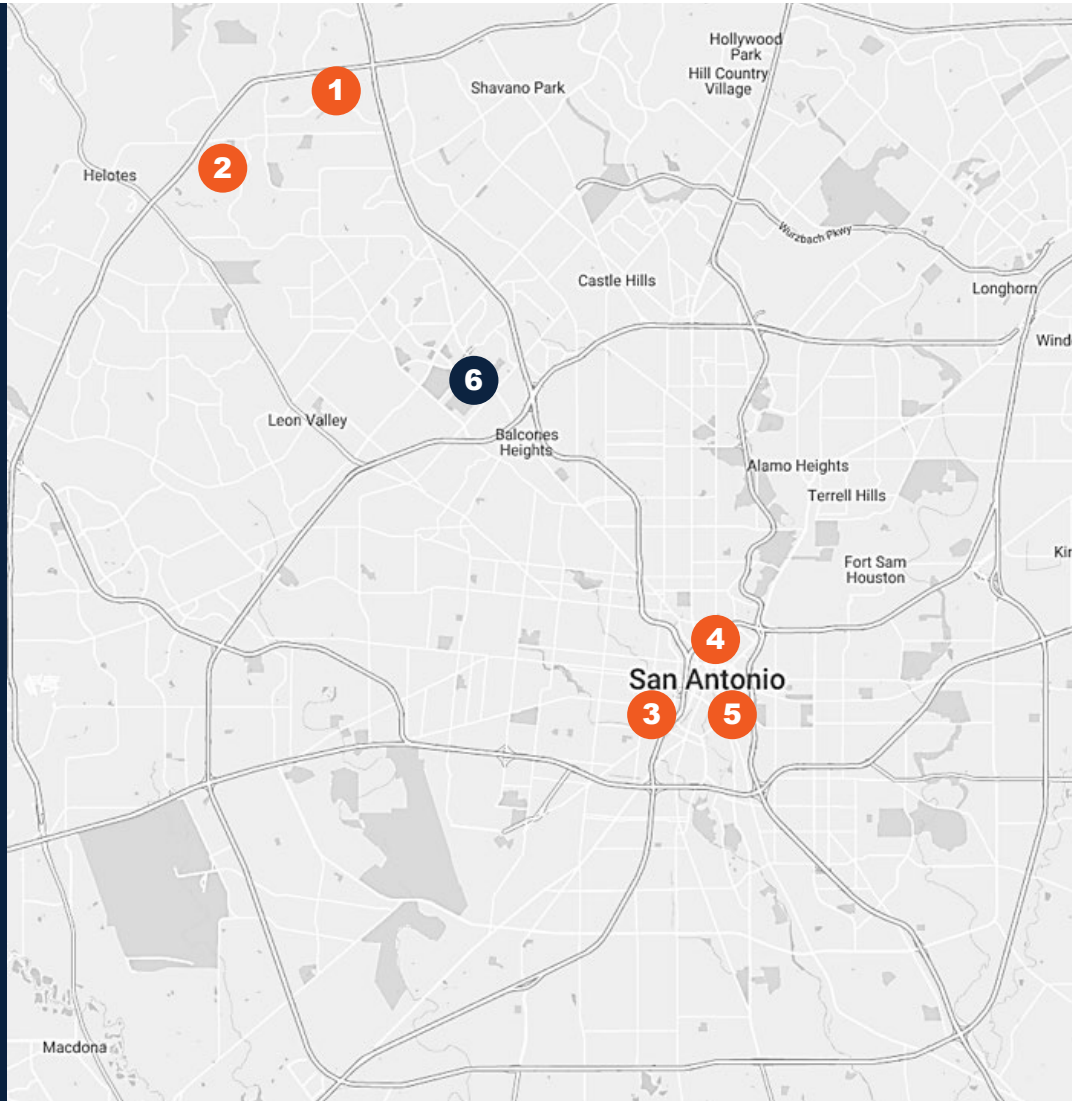 Hollywood
Park
Hill Country
Village
Shavano Park
1
2
Helotes
Wurzbach Pkwy
Castle Hills
Longhorn
Wind
6
Leon Valley
Balcones
Heights
Alamo Heights
Terrell Hills
Kir
Fort Sam
Houston
4
San Antonio
3
5
Macdona